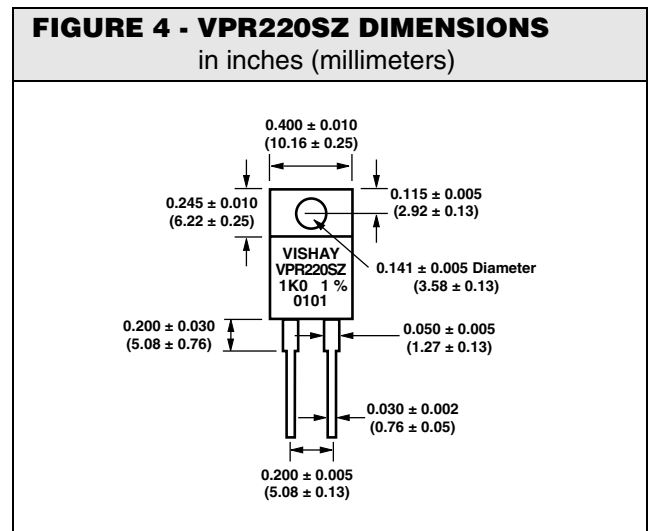 FIGURE 4 - VPR220SZ DIMENSIONS
in inches (millimeters)
0.400 ± 0.010
(10.16 ± 0.25)
0.245 ± 0.010
(6.22 ± 0.25)
0.115 ± 0.005
(2.92 ± 0.13)
VISHAY
VPR220SZ
1K0 1 %
0101
0.141 ± 0.005 Diameter
(3.58 ± 0.13)
0.200 ± 0.030
(5.08 ± 0.76)
0.050 ± 0.005
(1.27 ± 0.13)
0.030 ± 0.002
(0.76 ± 0.05)
0.200 ± 0.005
(5.08 ± 0.13)